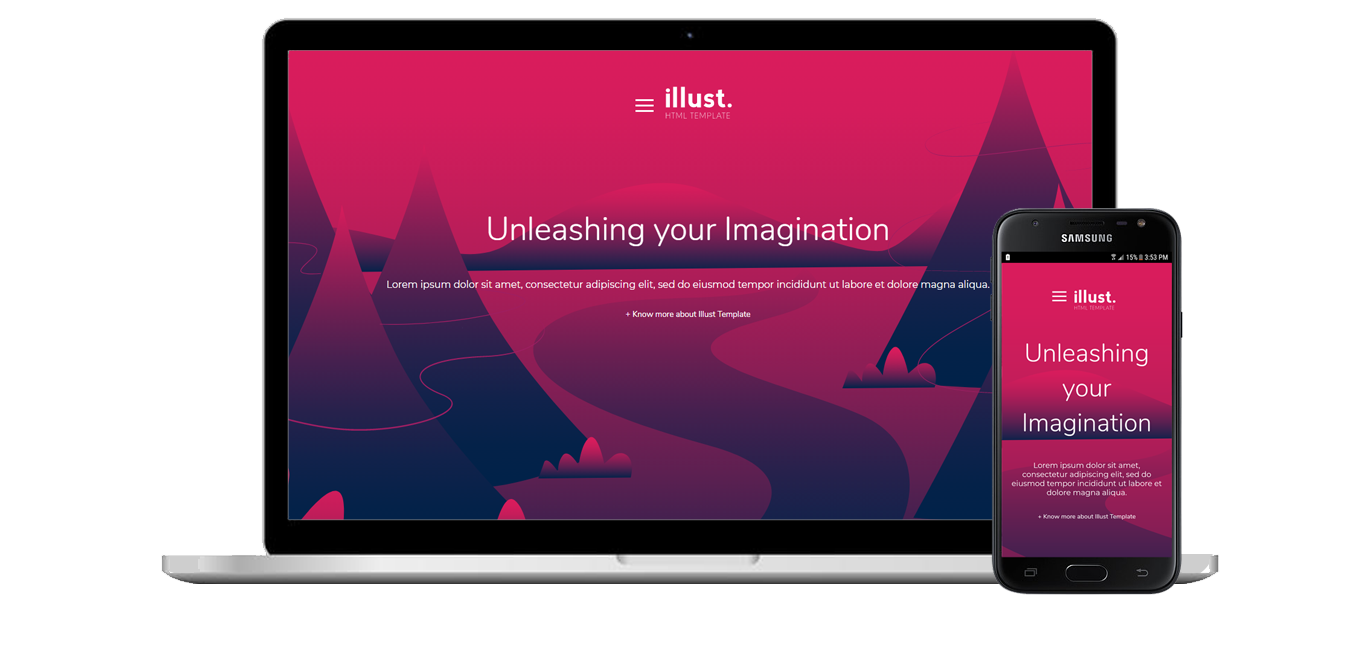 illust.
HTML TEMPLATE
Unleashing your Imagination
Lorem ipsum dolor sit amet, consectetur adipiscing elit, sed do eiusmod tempor incididunt ut labore et dolore magna aliqua.
+ Know more about Illust Template
SAMSUNG
15% 3:53 PM
illust.
HTML TEMPLATE
Unleashing
your
Imagination
Lorem ipsum dolor sit amet,
consectetur adipiscing elit, sed do
eiusmod tempor incididunt ut labore et
dolore magna aliqua.
+ Know more about Illust Template